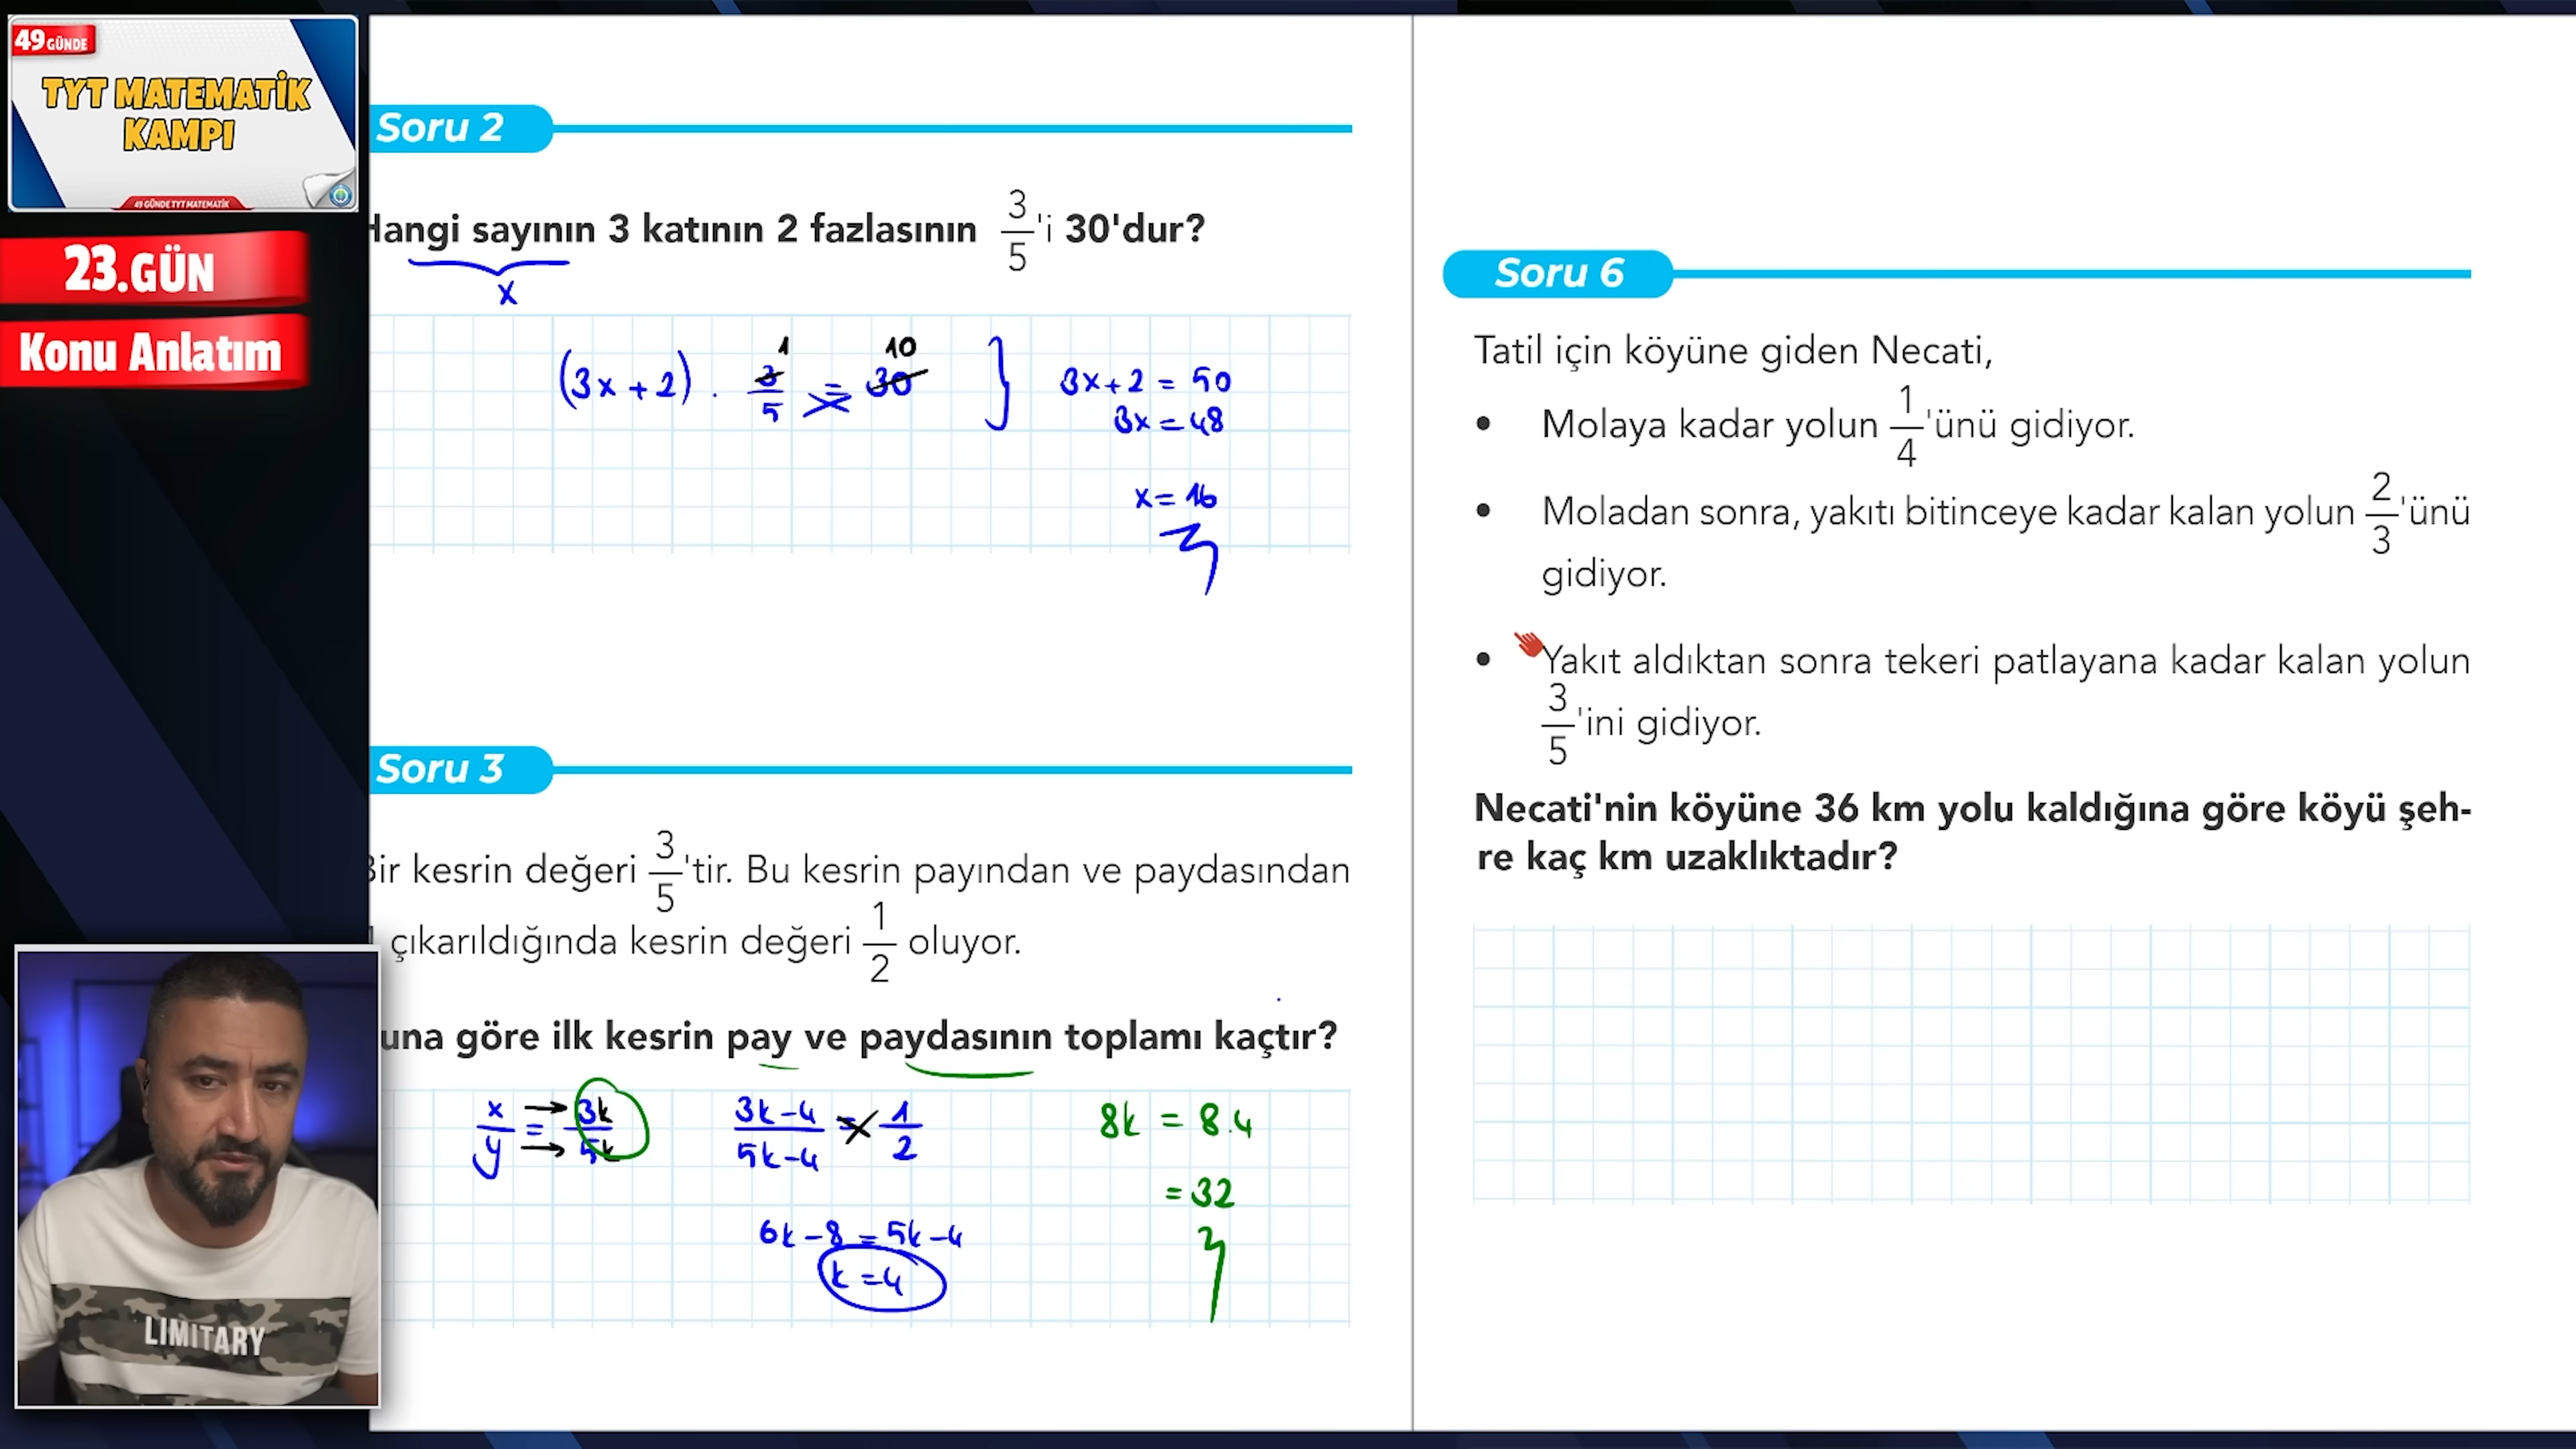 49 GÜNDE
TYT MATEMATİK
KAMPI
49 GÜNDE TYT MATEMATİK
23.GÜN
Konu Anlatım
Soru 2
Hangi sayının 3 katının 2 fazlasının 3/5'i 30'dur?
x
(3x+2) . 3/5 = 30
1
10
3x+2 = 50
3x = 48
x = 16
Soru 3
Bir kesrin değeri 3/5'tir. Bu kesrin payından ve paydasından
çıkarıldığında kesrin değeri 1/2 oluyor.
una göre ilk kesrin pay ve paydasının toplamı kaçtır?
x/y = 3k/5k
3k-4/5k-4 = 1/2
6k-8 = 5k-4
k = 4
8k = 8.4
= 32
Soru 6
Tatil için köyüne giden Necati,
• Molaya kadar yolun 1/4'ünü gidiyor.
• Moladan sonra, yakıtı bitinceye kadar kalan yolun 2/3'ünü
gidiyor.
• Yakıt aldıktan sonra tekeri patlayana kadar kalan yolun
3/5'ini gidiyor.
Necati'nin köyüne 36 km yolu kaldığına göre köyü şeh-
re kaç km uzaklıktadır?
LIMITARY